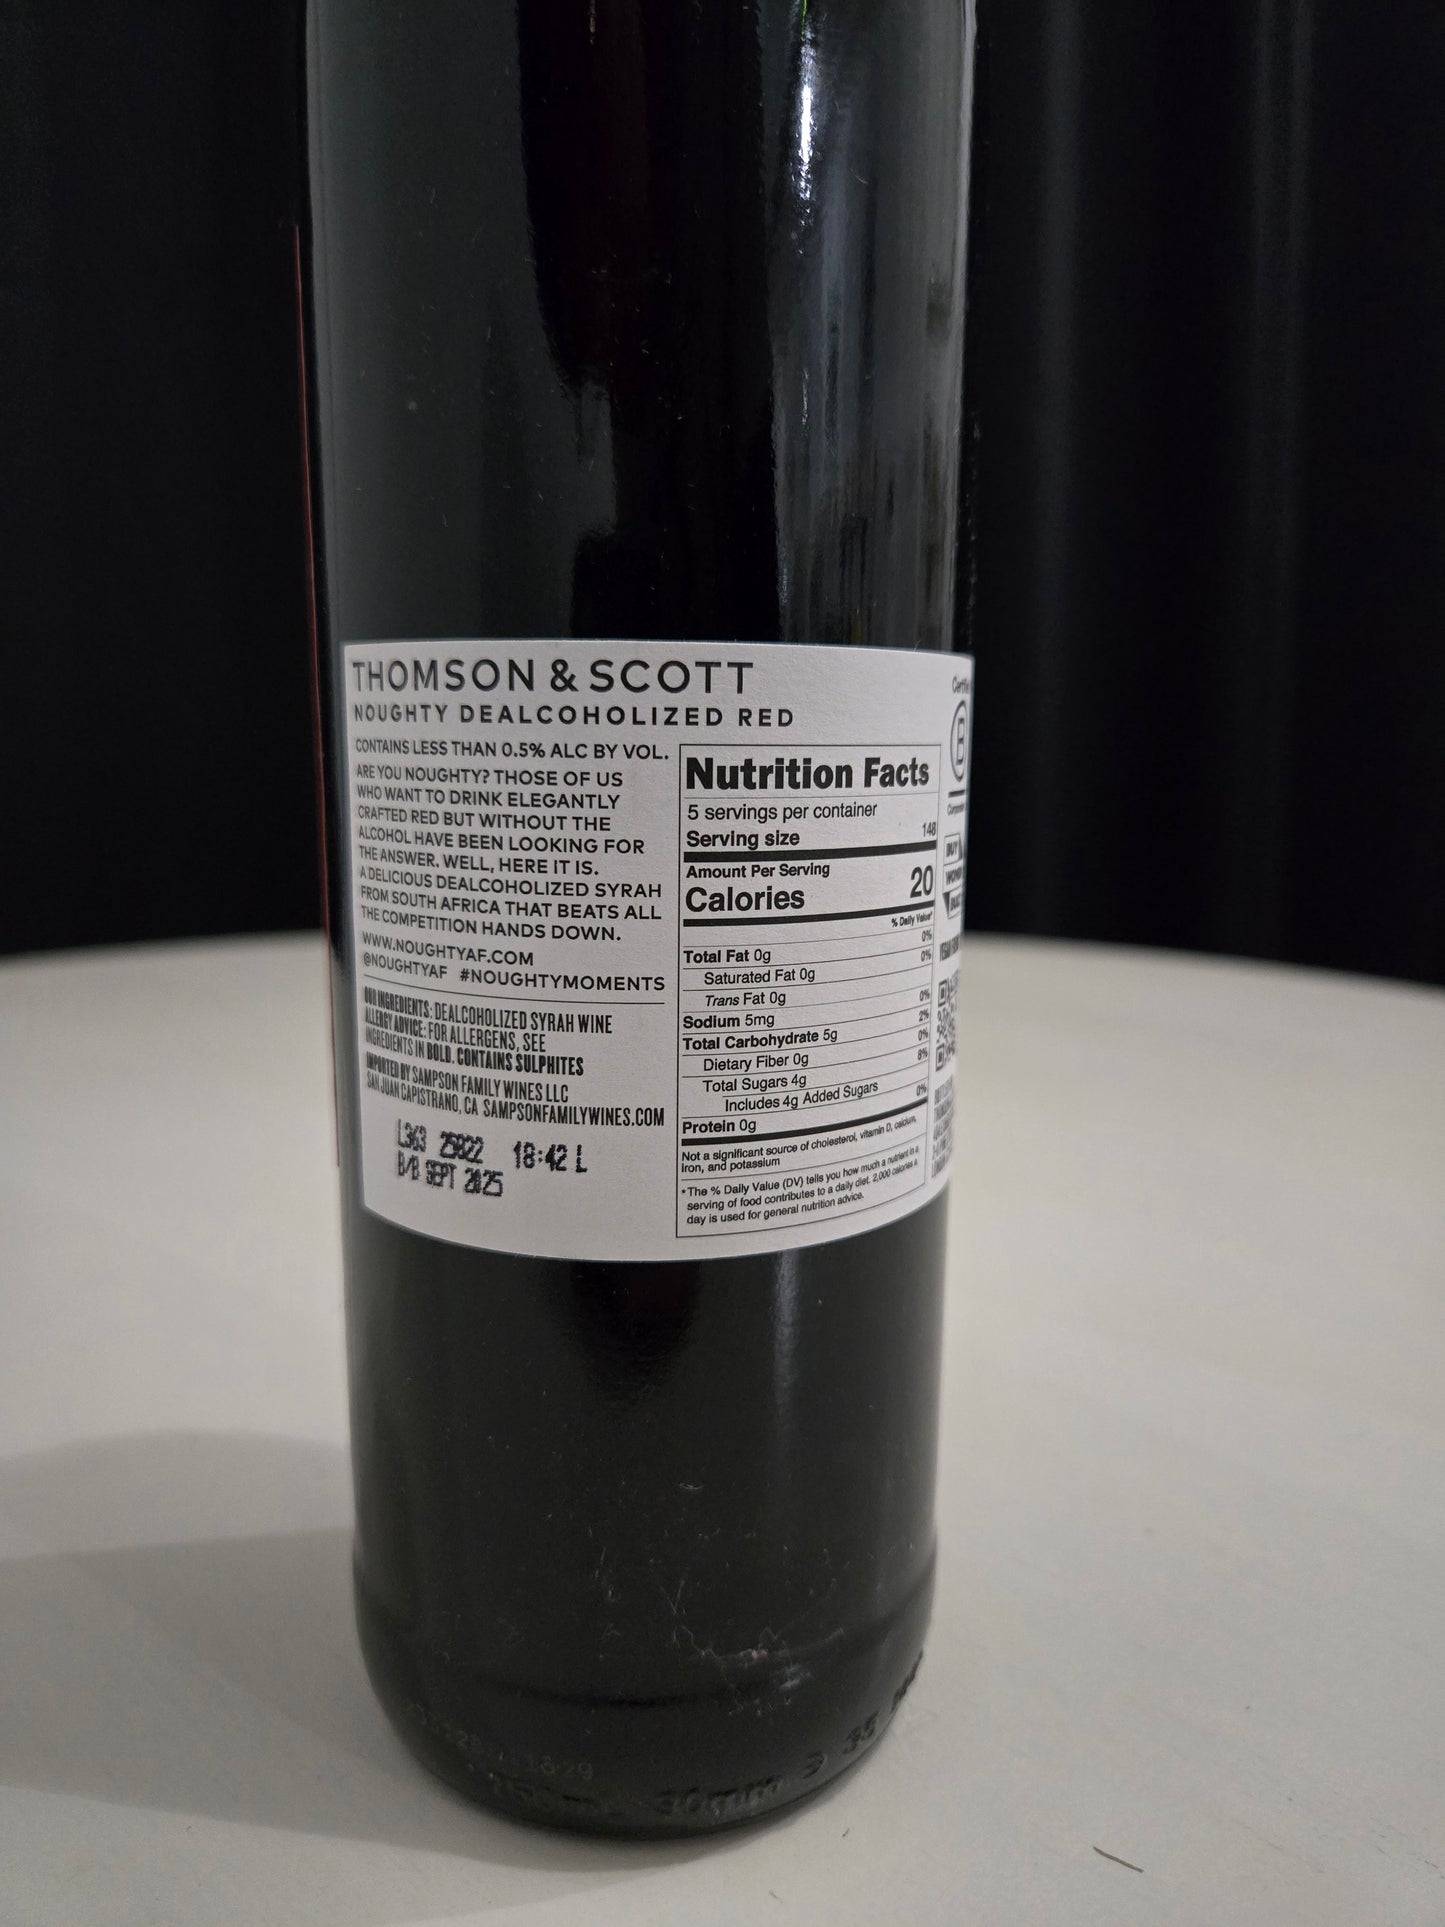 THOMSON & SCOTT
NOUGHTY DEALCOHOLIZED RED
CONTAINS LESS THAN 0.5% ALC BY VOL.
ARE YOU NOUGHTY? THOSE OF US
WHO WANT TO DRINK ELEGANTLY
CRAFTED RED BUT WITHOUT THE
ALCOHOL HAVE BEEN LOOKING FOR
THE ANSWER. WELL, HERE IT IS.
A DELICIOUS DEALCOHOLIZED SYRAH
FROM SOUTH AFRICA THAT BEATS ALL
THE COMPETITION HANDS DOWN.
WWW.NOUGHTYAF.COM
@NOUGHTYAF #NOUGHTYMOMENTS
OUR INGREDIENTS: DEALCOHOLIZED SYRAH WINE
ALLERGY ADVICE: FOR ALLERGENS, SEE
INGREDIENTS IN BOLD. CONTAINS SULPHITES
IMPORTED BY SAMPSON FAMILY WINES LLC
SAN JUAN CAPISTRANO, CA SAMPSONFAMILYWINES.COM
L363 25822 18:42 L
B/B SEPT 2025
Nutrition Facts
5 servings per container
Serving size 148
Amount Per Serving
Calories 20
% Daily Value*
Total Fat 0g 0%
Saturated Fat 0g 0%
Trans Fat 0g
Sodium 5mg 0%
Total Carbohydrate 5g 2%
Dietary Fiber 0g 0%
Total Sugars 4g
Includes 4g Added Sugars 8%
Protein 0g 0%
Not a significant source of cholesterol, vitamin D, calcium,
iron, and potassium
*The % Daily Value (DV) tells you how much a nutrient in a
serving of food contributes to a daily diet. 2,000 calories a
day is used for general nutrition advice.
B
BUY